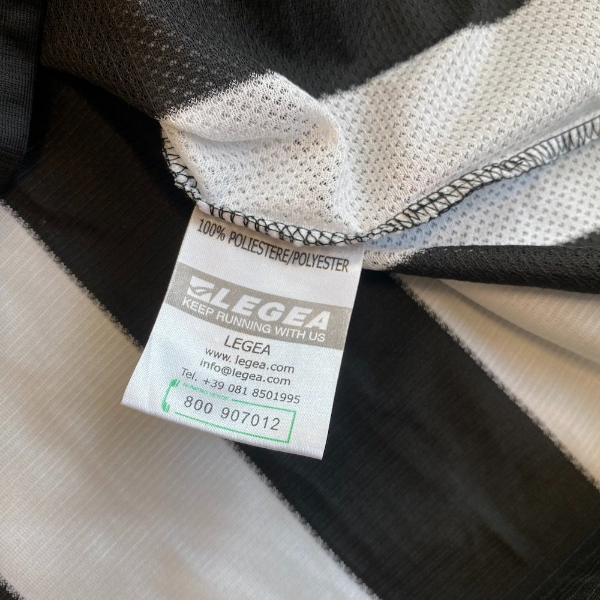 100% POLIESTERE/POLYESTER
LEGEA
KEEP RUNNING WITH US
LEGEA
www. legea.com
info@legea.com
Tel. +39 081 8501995
800 907012